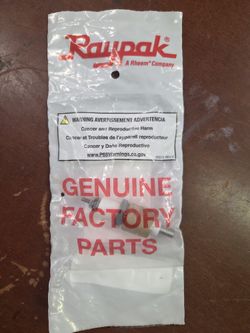 Raypak
A Rheem® Company
WARNING AVERTISSEMENT ADVERTENCIA
Cancer and Reproductive Harm
Cancer et Troubles de l'appareil reproducteur
Cancer y Daño Reproductivo
www.P65Warnings.ca.gov
GENUINE
FACTORY
PARTS